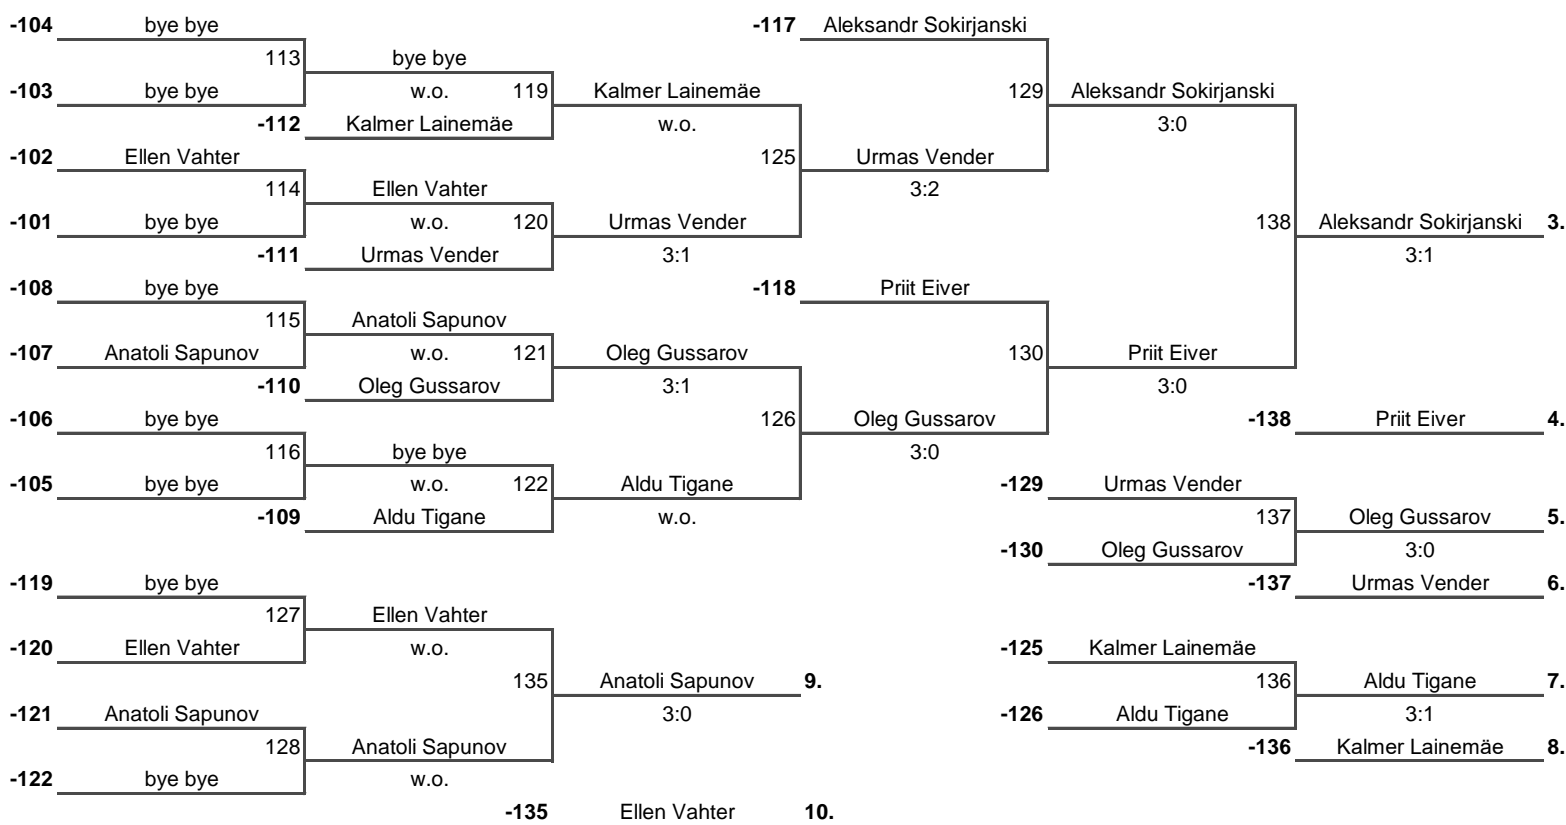 -104 bye bye -117 Aleksandr Sokirjanski
113 bye bye
-103 bye bye w.o. 119 Kalmer Lainemäe 129 Aleksandr Sokirjanski
-112 Kalmer Lainemäe w.o. 3:0
-102 Ellen Vahter 125 Urmas Vender
114 Ellen Vahter 3:2
-101 bye bye w.o. 120 Urmas Vender 138 Aleksandr Sokirjanski 3.
-111 Urmas Vender 3:1 3:1
-108 bye bye -118 Priit Eiver
115 Anatoli Sapunov
-107 Anatoli Sapunov w.o. 121 Oleg Gussarov 130 Priit Eiver
-110 Oleg Gussarov 3:1 3:0
-106 bye bye 126 Oleg Gussarov -138 Priit Eiver 4.
116 bye bye 3:0
-105 bye bye w.o. 122 Aldu Tigane -129 Urmas Vender
-109 Aldu Tigane w.o. 137 Oleg Gussarov 5.
-130 Oleg Gussarov 3:0
-119 bye bye -137 Urmas Vender 6.
127 Ellen Vahter
-120 Ellen Vahter w.o. -125 Kalmer Lainemäe
135 Anatoli Sapunov 9. 136 Aldu Tigane 7.
-121 Anatoli Sapunov 3:0 -126 Aldu Tigane 3:1
128 Anatoli Sapunov -136 Kalmer Lainemäe 8.
-122 bye bye w.o.
-135 Ellen Vahter 10.